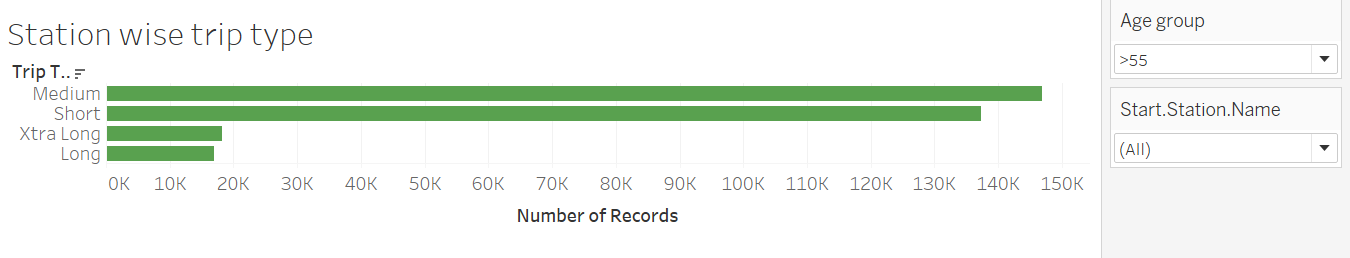 Station wise trip type
Trip T..
Medium
Short
Xtra Long
Long
0K 10K 20K 30K 40K 50K 60K 70K 80K 90K 100K 110K 120K 130K 140K 150K
Number of Records
Age group
>55
Start.Station.Name
(All)